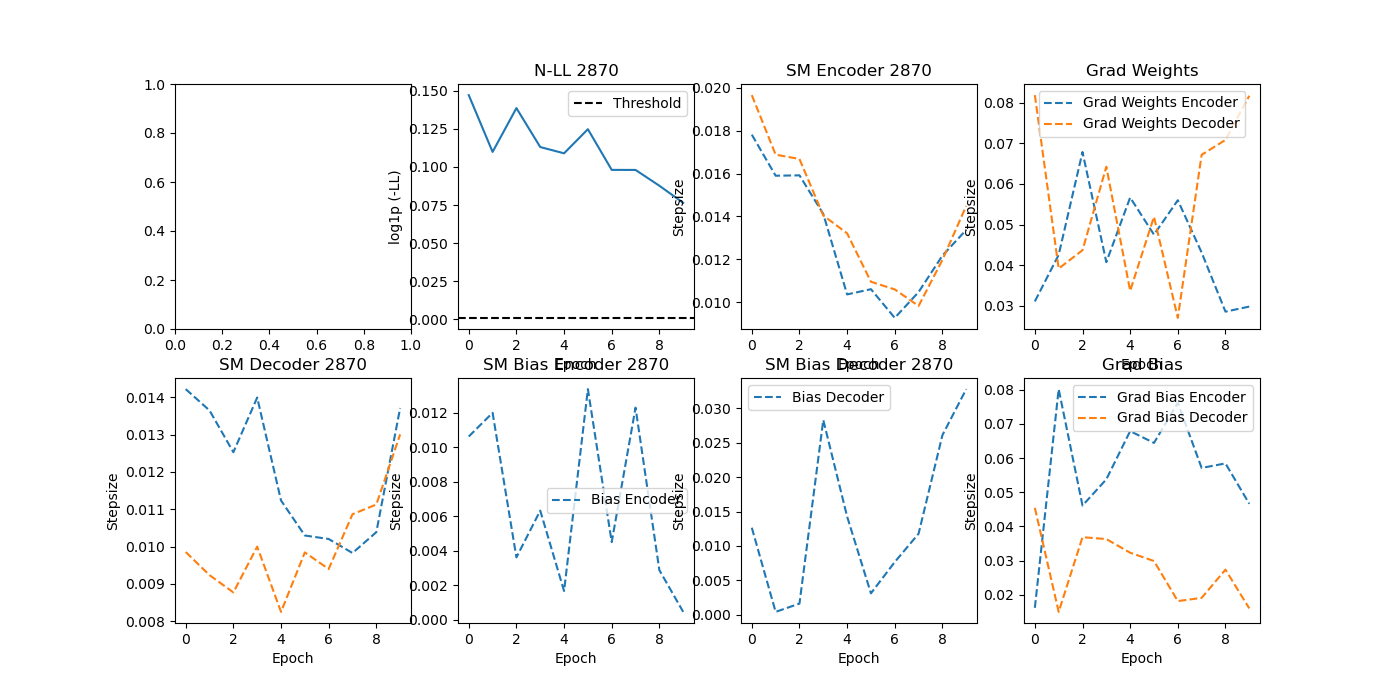 N-LL 2870
SM Encoder 2870
Grad Weights
1.0
0.8
0.6
0.4
0.2
0.0
0.0 0.2 0.4 0.6 0.8 1.0
log1p (-LL)
0.150
0.125
0.100
0.075
0.050
0.025
0.000
Threshold
0 2 4 6 8
Epoch
Stepsize
0.020
0.018
0.016
0.014
0.012
0.010
0 2 4 6 8
Epoch
Stepsize
0.08
0.07
0.06
0.05
0.04
0.03
Grad Weights Encoder
Grad Weights Decoder
0 2 4 6 8
Epoch
SM Decoder 2870
SM Bias Encoder 2870
SM Bias Decoder 2870
Grad Bias
Stepsize
0.014
0.013
0.012
0.011
0.010
0.009
0.008
0 2 4 6 8
Epoch
Stepsize
0.012
0.010
0.008
0.006
0.004
0.002
0.000
Bias Encoder
0 2 4 6 8
Epoch
Stepsize
0.030
0.025
0.020
0.015
0.010
0.005
0.000
Bias Decoder
0 2 4 6 8
Epoch
Stepsize
0.08
0.07
0.06
0.05
0.04
0.03
0.02
Grad Bias Encoder
Grad Bias Decoder
0 2 4 6 8
Epoch